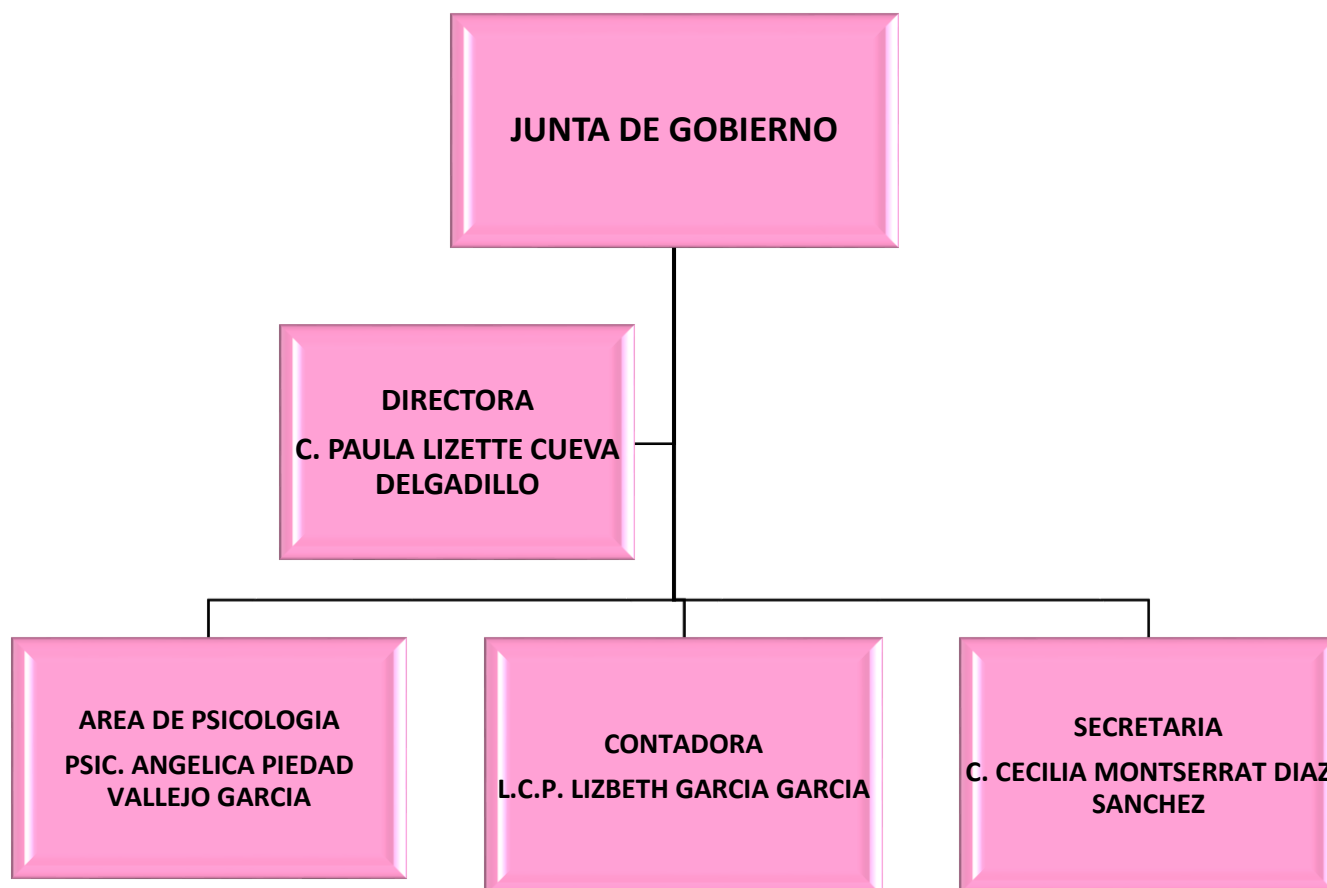 JUNTA DE GOBIERNO
DIRECTORA
C. PAULA LIZETTE CUEVA
DELGADILLO
AREA DE PSICOLOGIA
PSIC. ANGELICA PIEDAD
VALLEJO GARCIA
CONTADORA
L.C.P. LIZBETH GARCIA GARCIA
SECRETARIA
C. CECILIA MONTSERRAT DIAZ
SANCHEZ